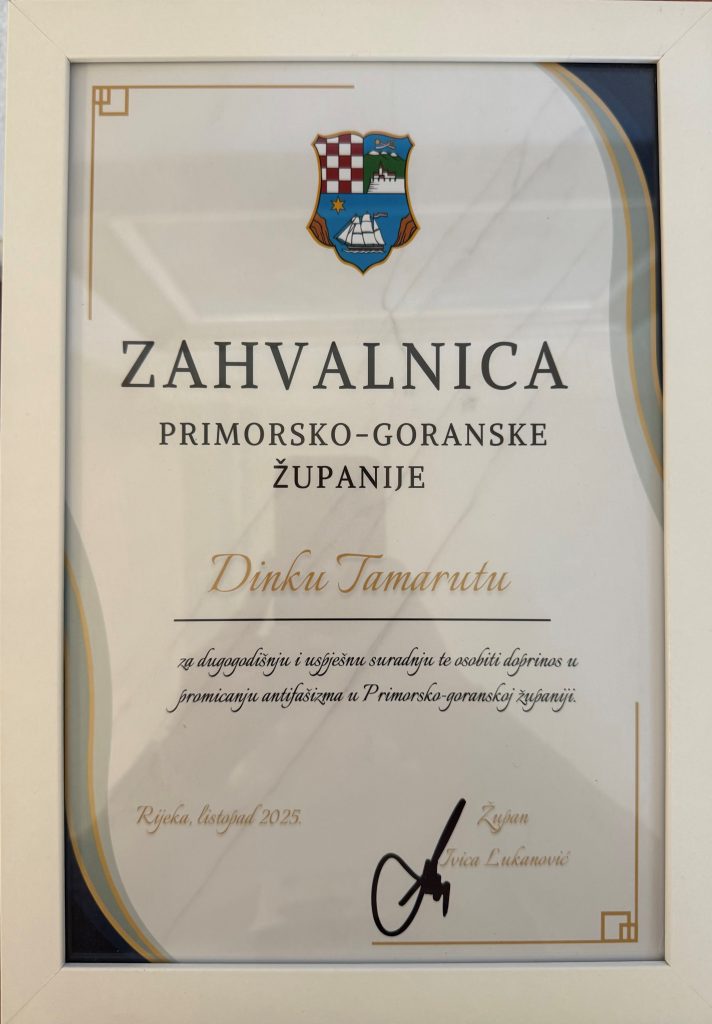 ZAHVALNICA
PRIMORSKO-GORANSKE
ŽUPANIJE
Dinku Tamarutu
za dugogodišnju i uspješnu suradnju te osobiti doprinos u
promicanju antifašizma u Primorsko-goranskoj županiji.
Rijeka, listopad 2025.
Župan
Ivica Lukanović